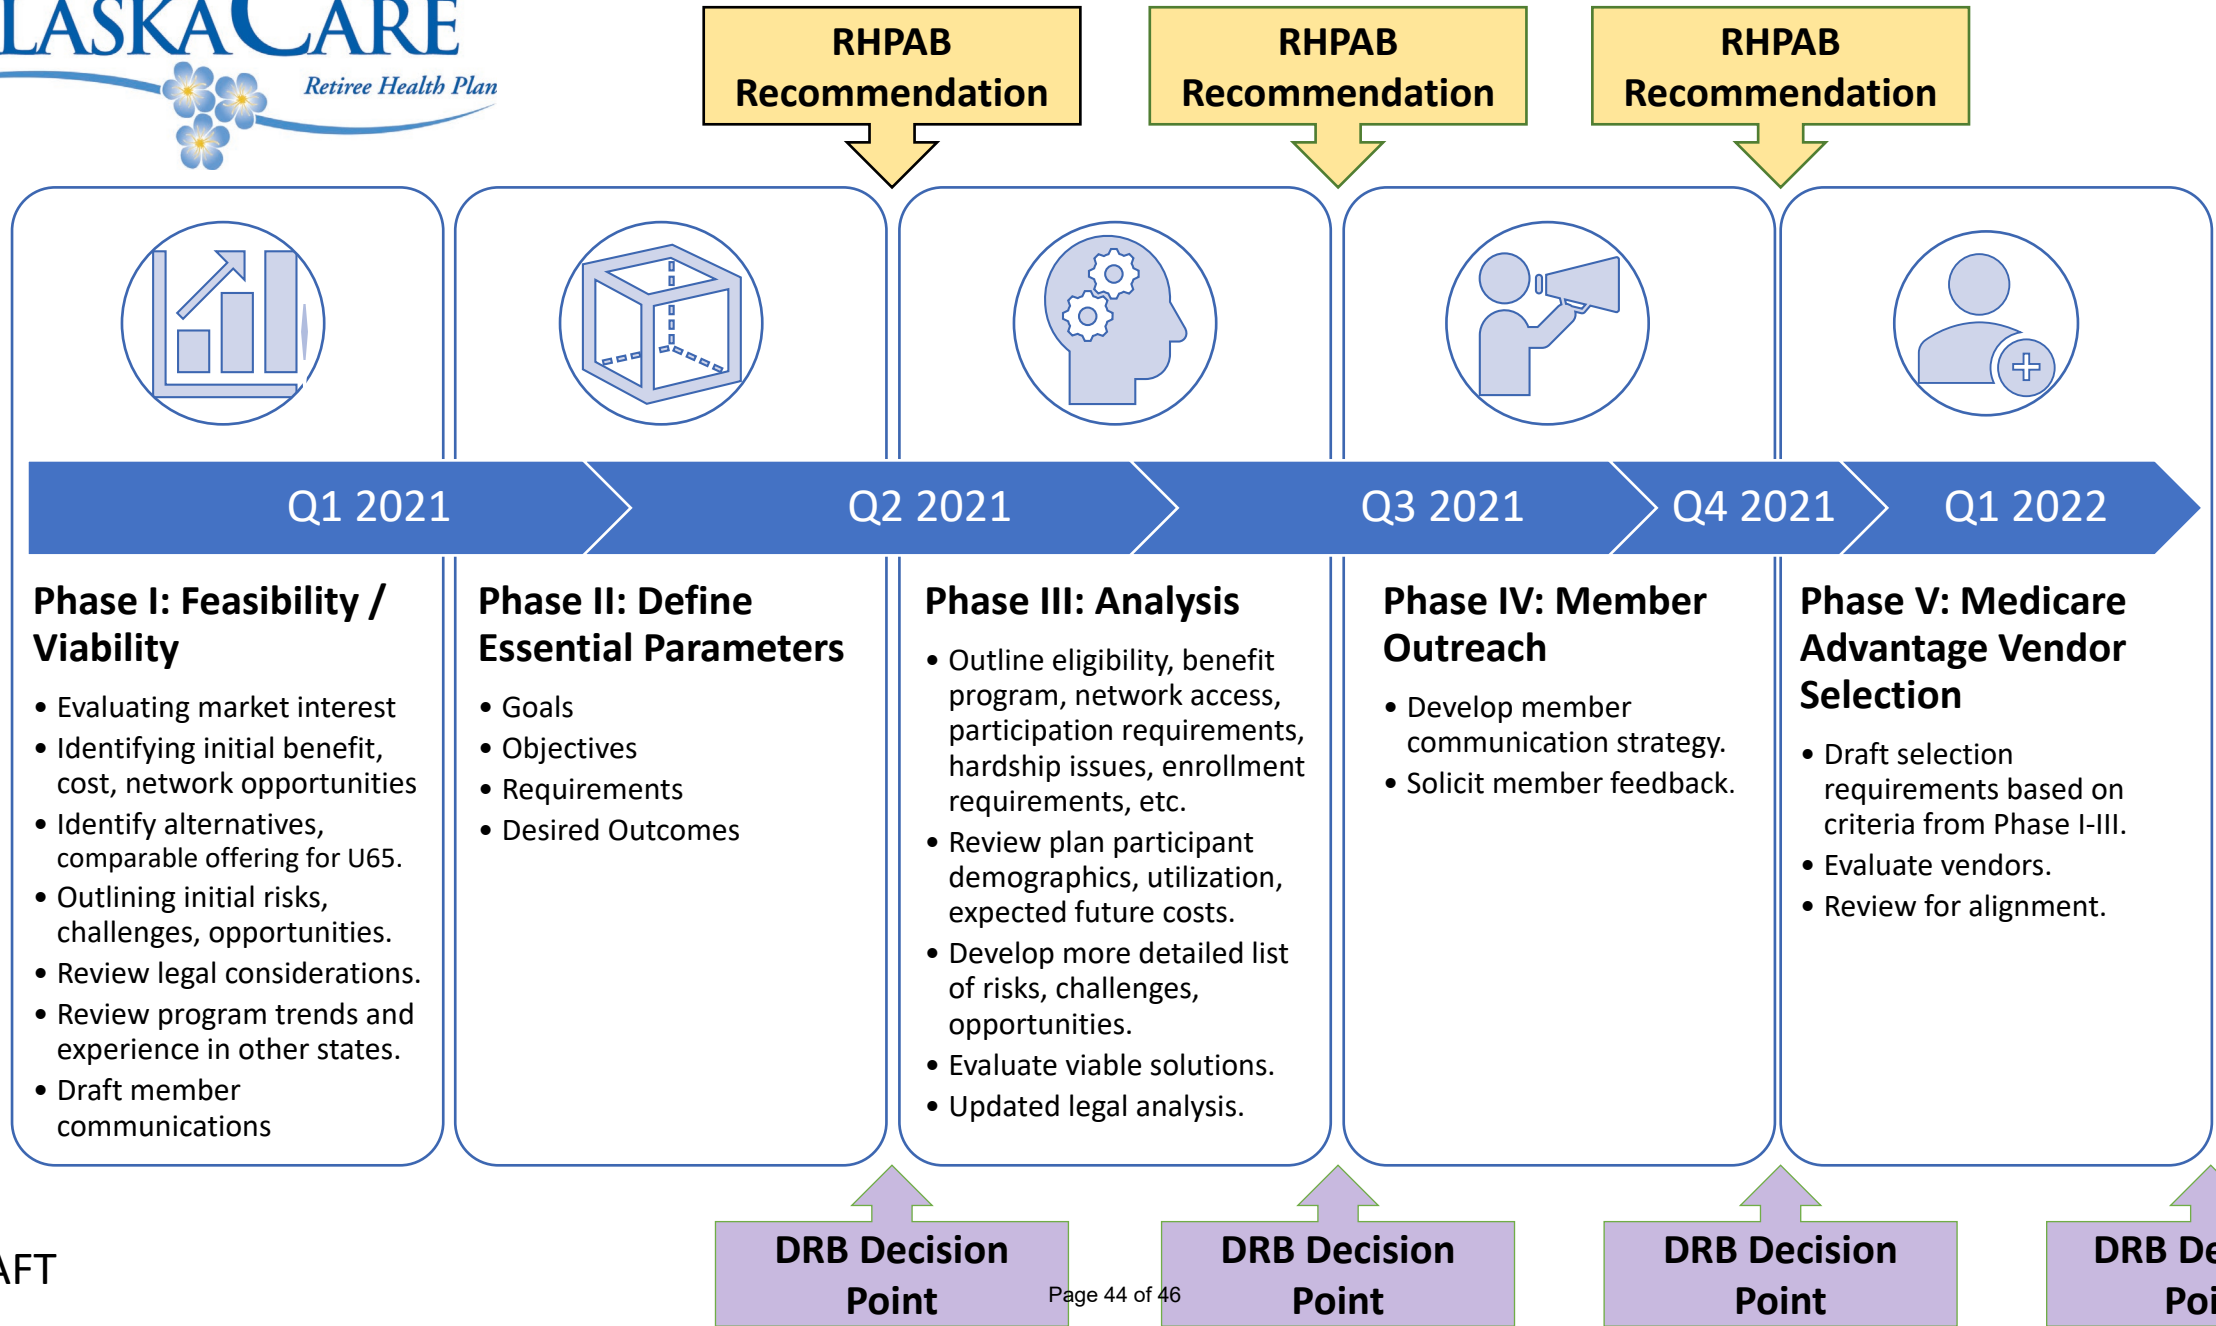 LASKACARE
Retiree Health Plan
RHPAB
Recommendation
RHPAB
Recommendation
RHPAB
Recommendation
Q1 2021
Q2 2021
Q3 2021
Q4 2021
Q1 2022
Phase I: Feasibility /
Viability
• Evaluating market interest
• Identifying initial benefit,
cost, network opportunities
• Identify alternatives,
comparable offering for U65.
• Outlining initial risks,
challenges, opportunities.
• Review legal considerations.
• Review program trends and
experience in other states.
• Draft member
communications
Phase II: Define
Essential Parameters
• Goals
• Objectives
• Requirements
• Desired Outcomes
Phase III: Analysis
• Outline eligibility, benefit
program, network access,
participation requirements,
hardship issues, enrollment
requirements, etc.
• Review plan participant
demographics, utilization,
expected future costs.
• Develop more detailed list
of risks, challenges,
opportunities.
• Evaluate viable solutions.
• Updated legal analysis.
Phase IV: Member
Outreach
• Develop member
communication strategy.
• Solicit member feedback.
Phase V: Medicare
Advantage Vendor
Selection
• Draft selection
requirements based on
criteria from Phase I-III.
• Evaluate vendors.
• Review for alignment.
DRB Decision
Point
DRB Decision
Point
DRB Decision
Point
DRB De
Poi
AFT
Page 44 of 46